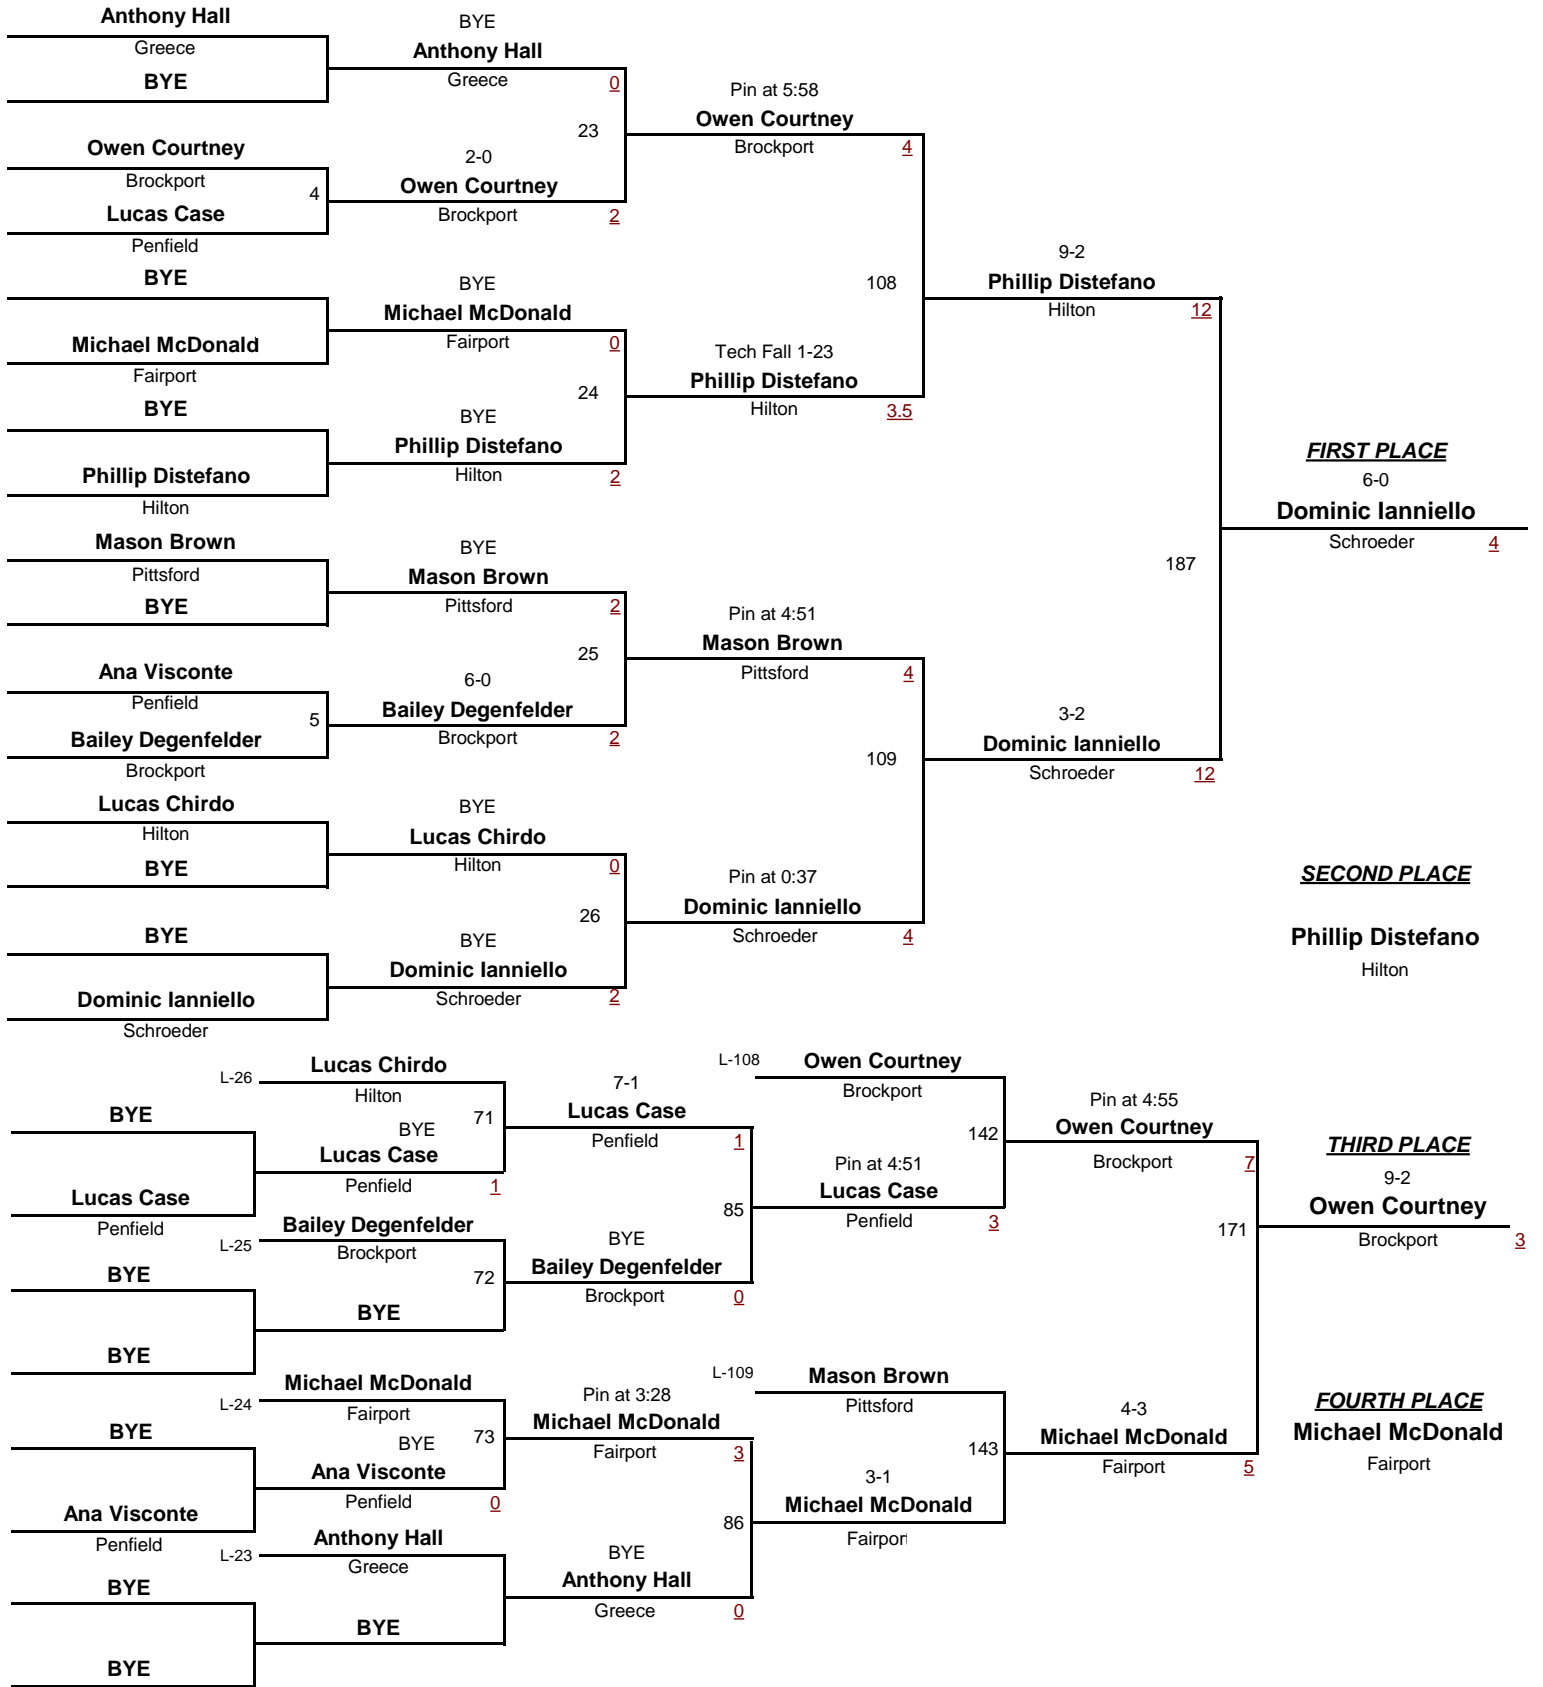 Anthony Hall
Greece
BYE
Owen Courtney
Brockport
4
Lucas Case
Penfield
BYE
Michael McDonald
Fairport
BYE
Phillip Distefano
Hilton
Mason Brown
Pittsford
BYE
Ana Visconte
Penfield
5
Bailey Degenfelder
Brockport
Lucas Chirdo
Hilton
BYE
BYE
Dominic Ianniello
Schroeder
BYE
Anthony Hall
Greece
0
23
2-0
Owen Courtney
Brockport
2
BYE
Michael McDonald
Fairport
0
24
BYE
Phillip Distefano
Hilton
2
BYE
Mason Brown
Pittsford
2
25
6-0
Bailey Degenfelder
Brockport
2
BYE
Lucas Chirdo
Hilton
0
26
BYE
Dominic Ianniello
Schroeder
2
Pin at 5:58
Owen Courtney
Brockport
4
108
Tech Fall 1-23
Phillip Distefano
Hilton
3.5
Pin at 4:51
Mason Brown
Pittsford
4
109
Pin at 0:37
Dominic Ianniello
Schroeder
4
9-2
Phillip Distefano
Hilton
12
187
3-2
Dominic Ianniello
Schroeder
12
FIRST PLACE
6-0
Dominic Ianniello
Schroeder
4
SECOND PLACE
Phillip Distefano
Hilton
BYE
Lucas Case
Penfield
BYE
BYE
BYE
Ana Visconte
Penfield
BYE
BYE
L-26
Lucas Chirdo
Hilton
71
BYE
Lucas Case
Penfield
1
L-25
Bailey Degenfelder
Brockport
72
BYE
L-24
Michael McDonald
Fairport
73
BYE
Ana Visconte
Penfield
0
L-23
Anthony Hall
Greece
BYE
7-1
Lucas Case
Penfield
1
85
BYE
Bailey Degenfelder
Brockport
0
Pin at 3:28
Michael McDonald
Fairport
3
86
BYE
Anthony Hall
Greece
0
L-108
Owen Courtney
Brockport
142
Pin at 4:51
Lucas Case
Penfield
3
L-109
Mason Brown
Pittsford
143
3-1
Michael McDonald
Fairport
Pin at 4:55
Owen Courtney
Brockport
7
171
4-3
Michael McDonald
Fairport
5
THIRD PLACE
9-2
Owen Courtney
Brockport
3
FOURTH PLACE
Michael McDonald
Fairport